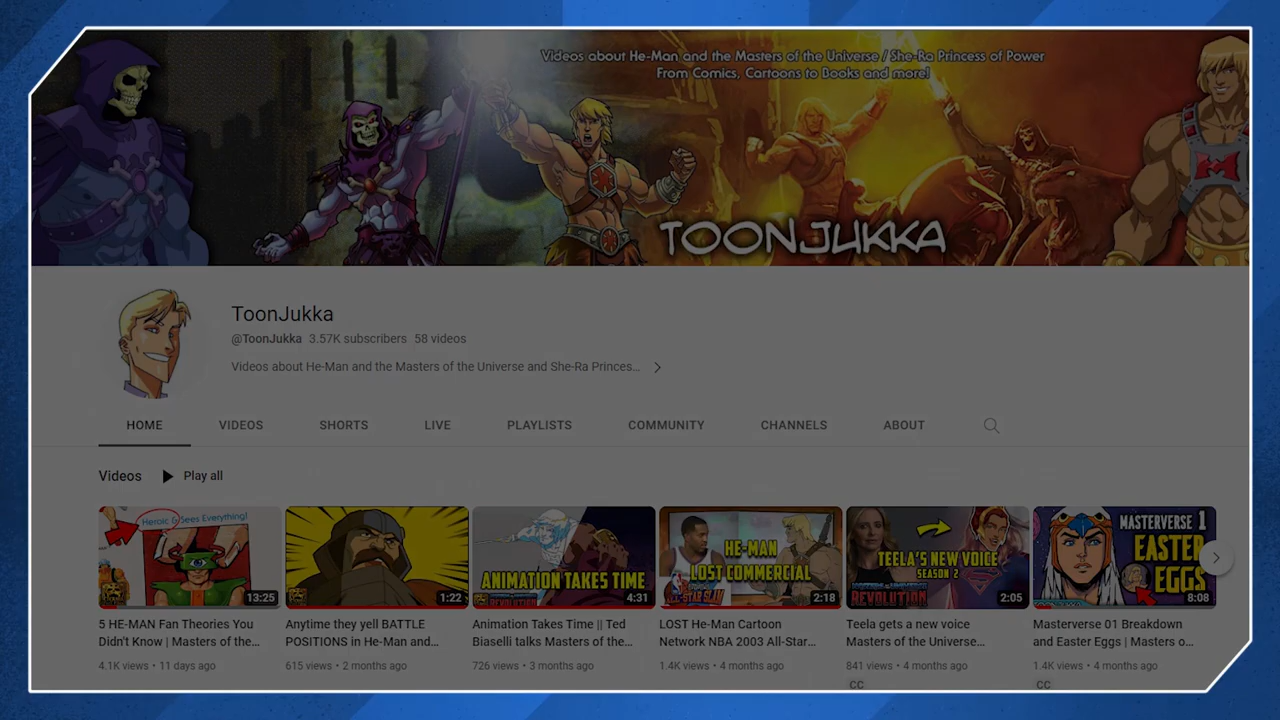 Videos about He-Man and the Masters of the Universe / She-Ra Princess of Power
From Comics, Cartoons to Books and more!
TOONJUKKA
ToonJukka
@ToonJukka 3.57K subscribers 58 videos
Videos about He-Man and the Masters of the Universe and She-Ra Princes...
HOME VIDEOS SHORTS LIVE PLAYLISTS COMMUNITY CHANNELS ABOUT
Videos Play all
Heroic & Sees Everything!
13:25
1:22
ANIMATION TAKES TIME
REVOLUTION
4:31
HE-MAN
LOST COMMERCIAL
2:18
TEELA'S NEW VOICE
SEASON 2
REVOLUTION
2:05
MASTERVERSE 1
EASTER
EGGS
8:08
5 HE-MAN Fan Theories You
Didn't Know | Masters of the...
4.1K views • 11 days ago
Anytime they yell BATTLE
POSITIONS in He-Man and...
615 views • 2 months ago
Animation Takes Time || Ted
Biaselli talks Masters of the...
726 views • 3 months ago
LOST He-Man Cartoon
Network NBA 2003 All-Star...
1.4K views • 4 months ago
Teela gets a new voice
Masters of the Universe...
841 views • 4 months ago
CC
Masterverse 01 Breakdown
and Easter Eggs | Masters o...
1.4K views • 4 months ago
CC